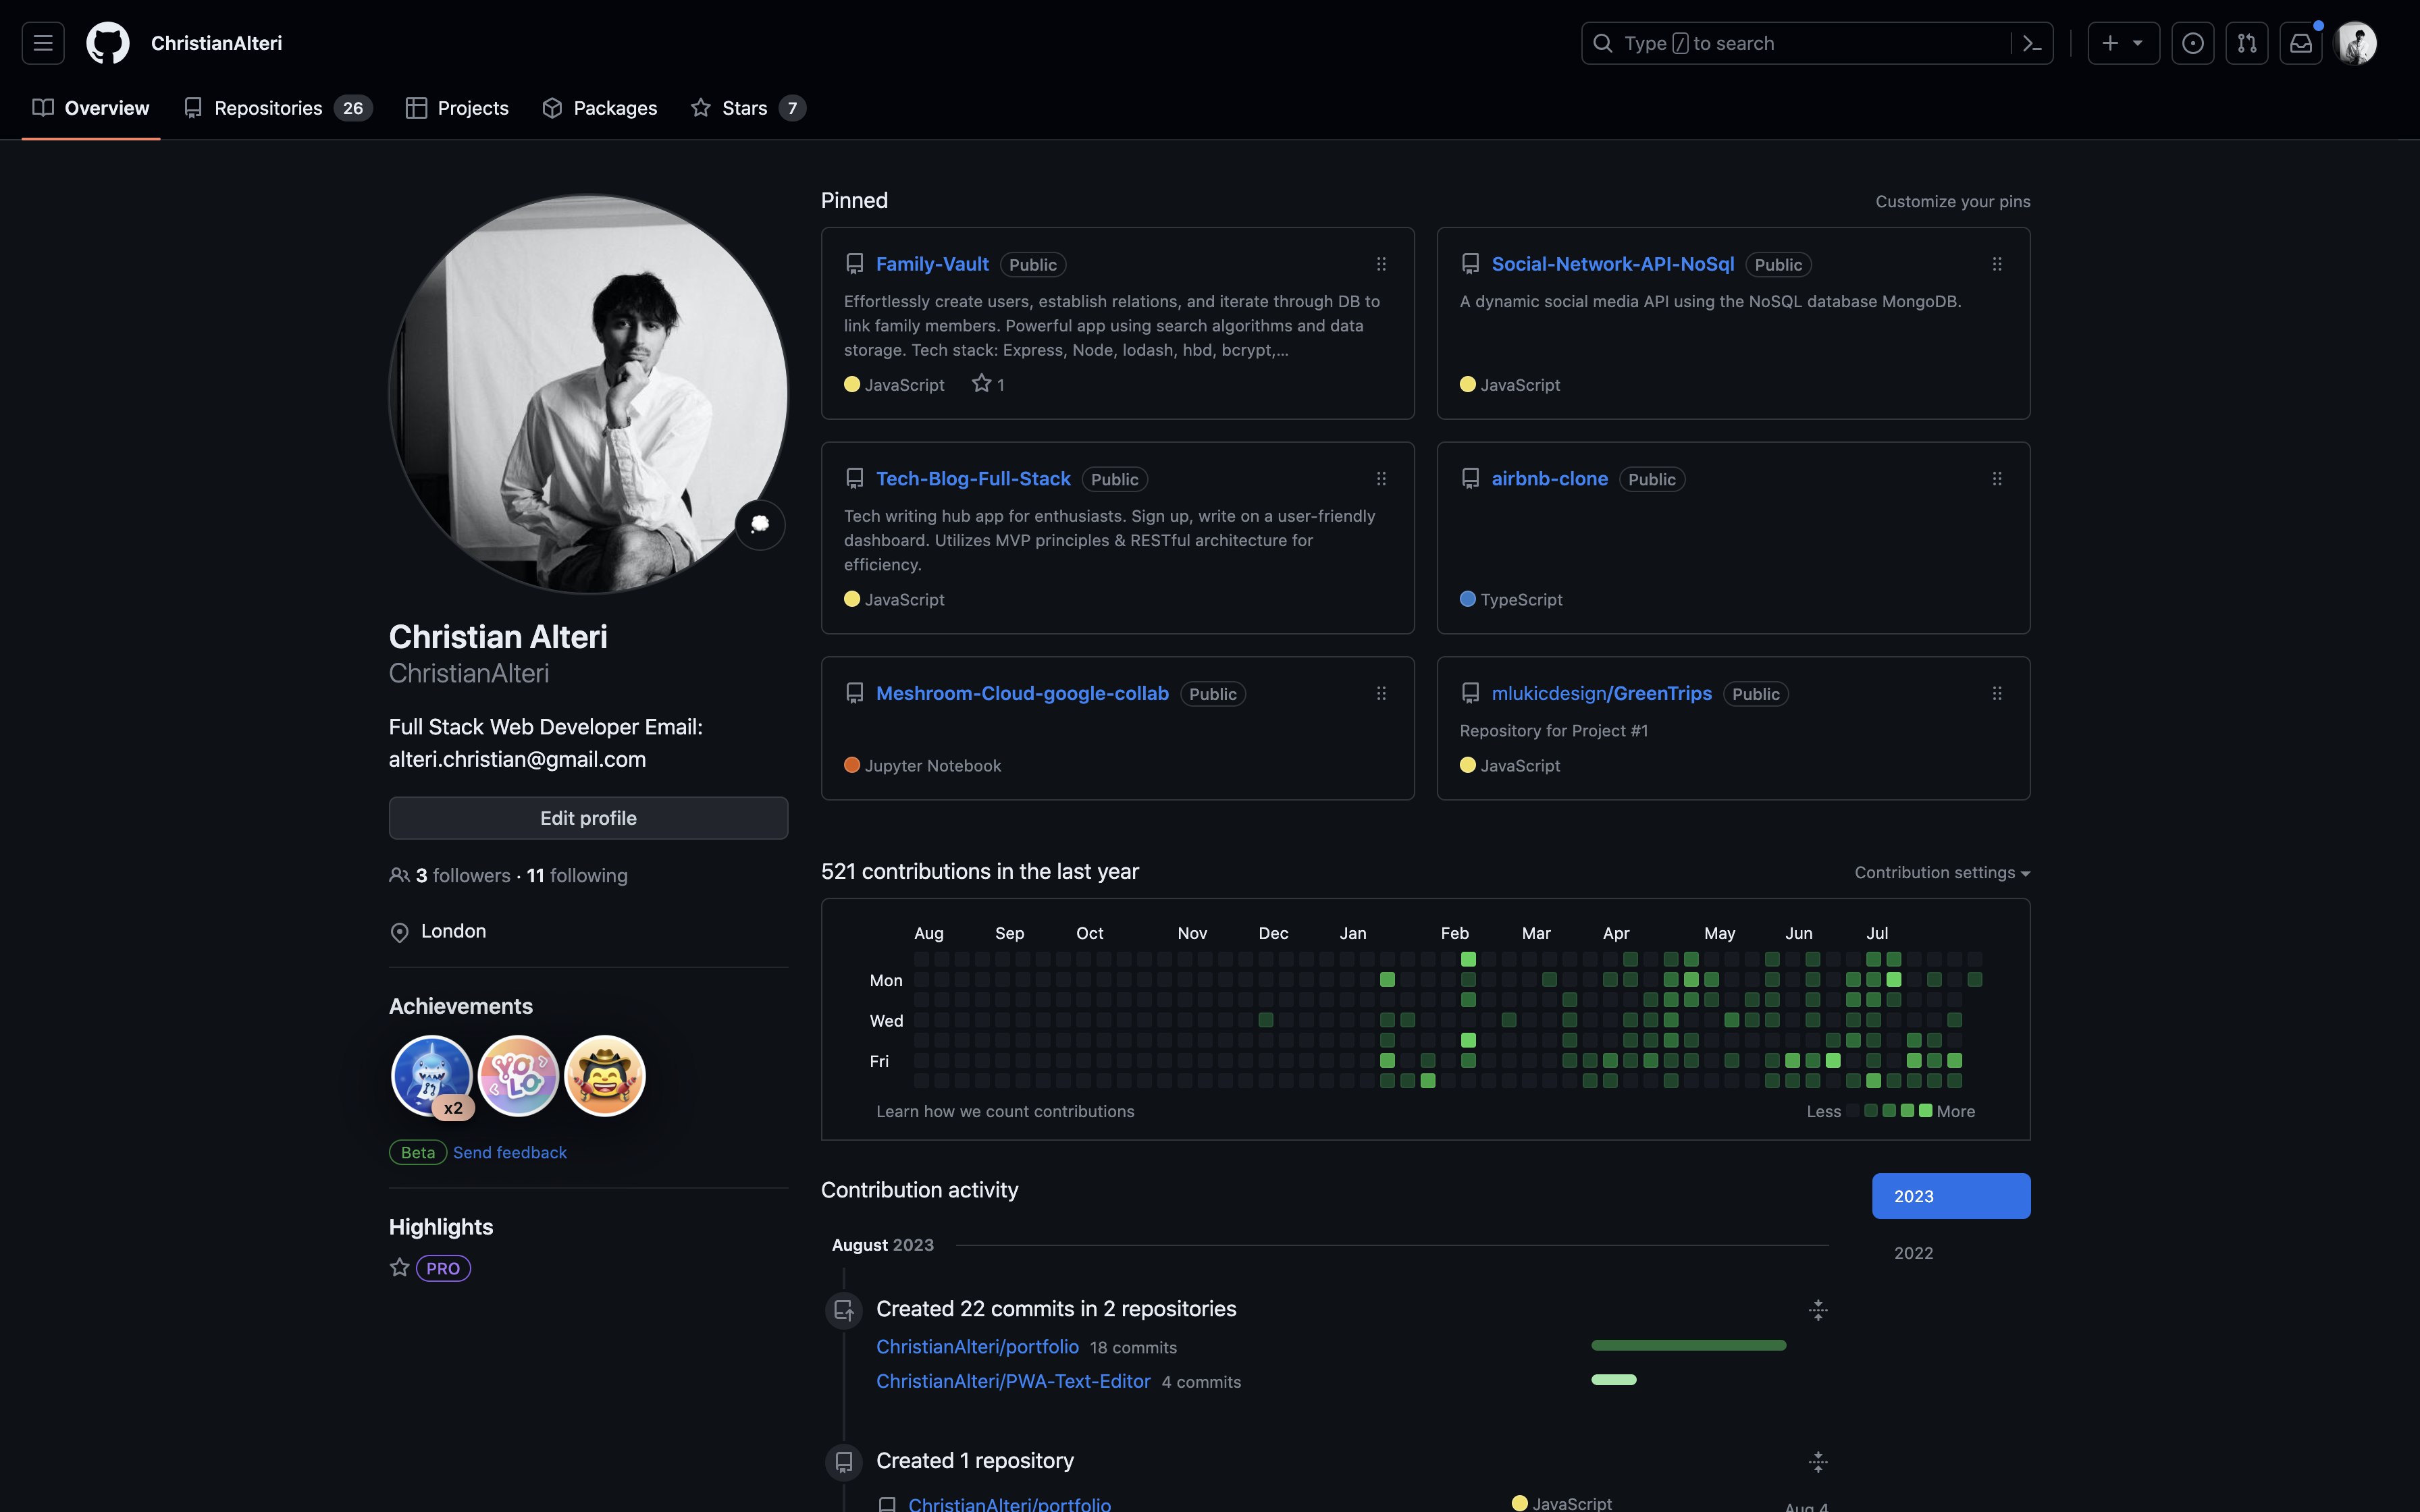 ChristianAlteri
Type / to search
Overview
Repositories 26
Projects
Packages
Stars 7
Christian Alteri
ChristianAlteri
Full Stack Web Developer Email:
alteri.christian@gmail.com
Edit profile
3 followers · 11 following
London
Achievements
YOLO
x2
Beta Send feedback
Highlights
PRO
Pinned
Customize your pins
Family-Vault Public
Effortlessly create users, establish relations, and iterate through DB to
link family members. Powerful app using search algorithms and data
storage. Tech stack: Express, Node, lodash, hbd, bcrypt,...
JavaScript 1
Social-Network-API-NoSql Public
A dynamic social media API using the NoSQL database MongoDB.
JavaScript
Tech-Blog-Full-Stack Public
Tech writing hub app for enthusiasts. Sign up, write on a user-friendly
dashboard. Utilizes MVP principles & RESTful architecture for
efficiency.
JavaScript
airbnb-clone Public
TypeScript
Meshroom-Cloud-google-collab Public
Jupyter Notebook
mlukicdesign/GreenTrips Public
Repository for Project #1
JavaScript
521 contributions in the last year
Contribution settings
Aug Sep Oct Nov Dec Jan Feb Mar Apr May Jun Jul
Mon
Wed
Fri
Learn how we count contributions
Less More
Contribution activity
2023
2022
August 2023
Created 22 commits in 2 repositories
ChristianAlteri/portfolio 18 commits
ChristianAlteri/PWA-Text-Editor 4 commits
Created 1 repository
ChristianAlteri/portfolio JavaScript Aug 4